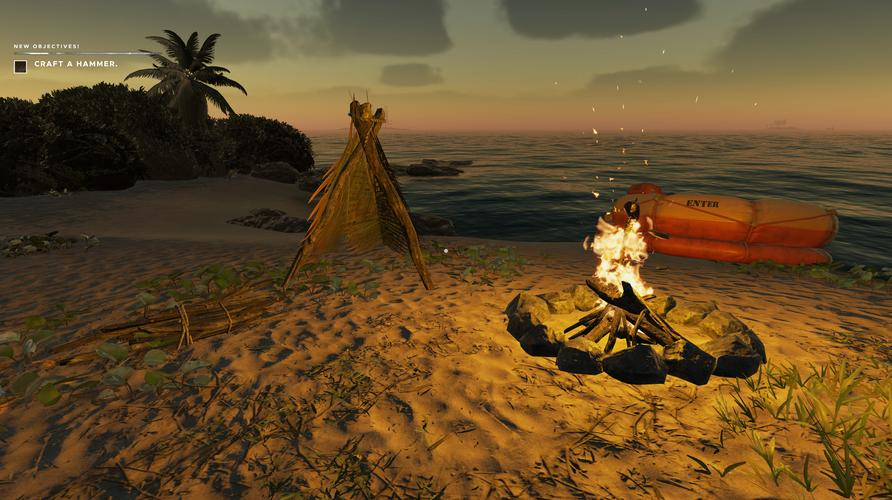 NEW OBJECTIVES!
CRAFT A HAMMER.
ENTER